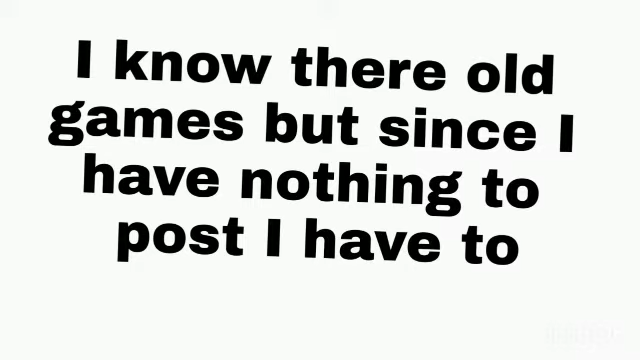 I know there old
games but since I
have nothing to
post I have to